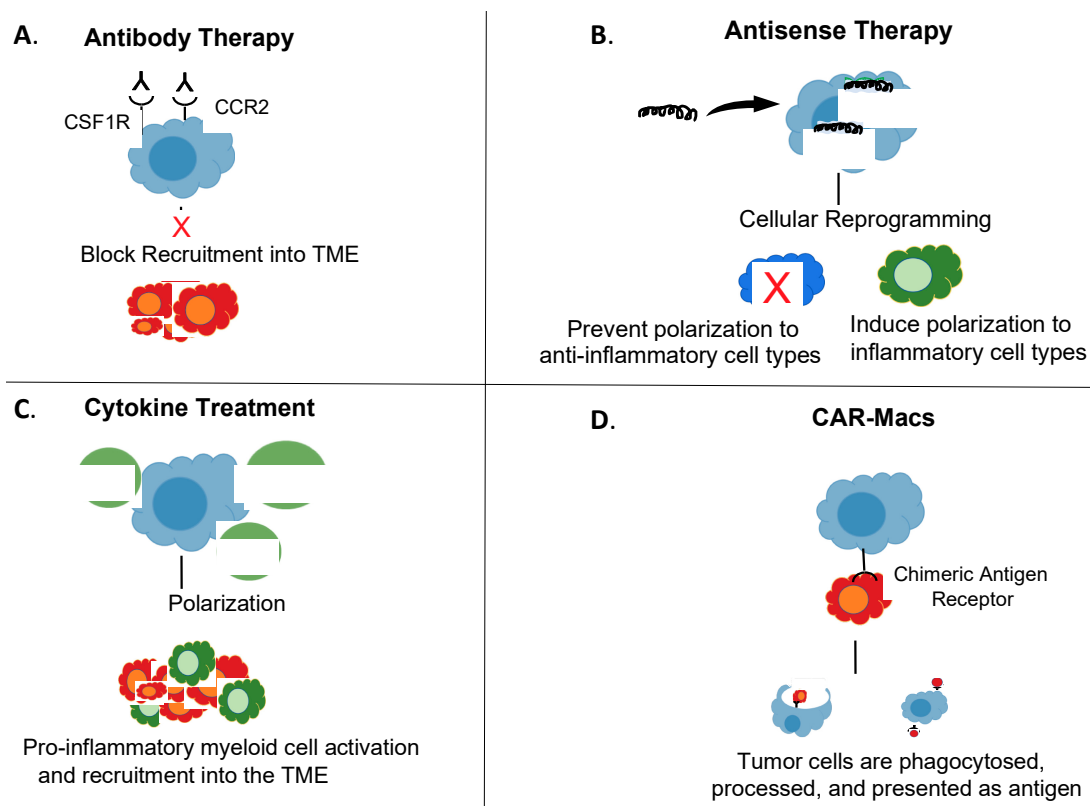 A.
Antibody Therapy
CSF1R
CCR2
X
Block Recruitment into TME
B.
Antisense Therapy
Cellular Reprogramming
X
Prevent polarization to
anti-inflammatory cell types
Induce polarization to
inflammatory cell types
C.
Cytokine Treatment
Polarization
Pro-inflammatory myeloid cell activation
and recruitment into the TME
D.
CAR-Macs
Chimeric Antigen
Receptor
Tumor cells are phagocytosed,
processed, and presented as antigen